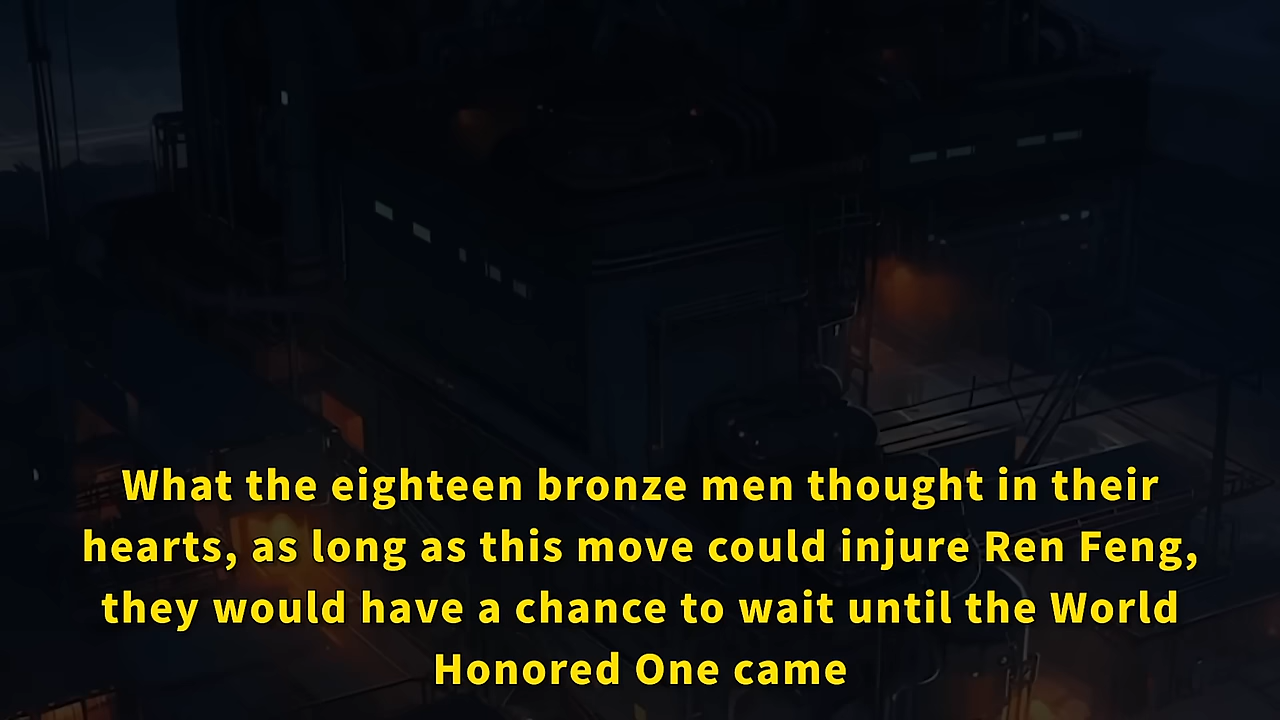 What the eighteen bronze men thought in their
hearts, as long as this move could injure Ren Feng,
they would have a chance to wait until the World
Honored One came